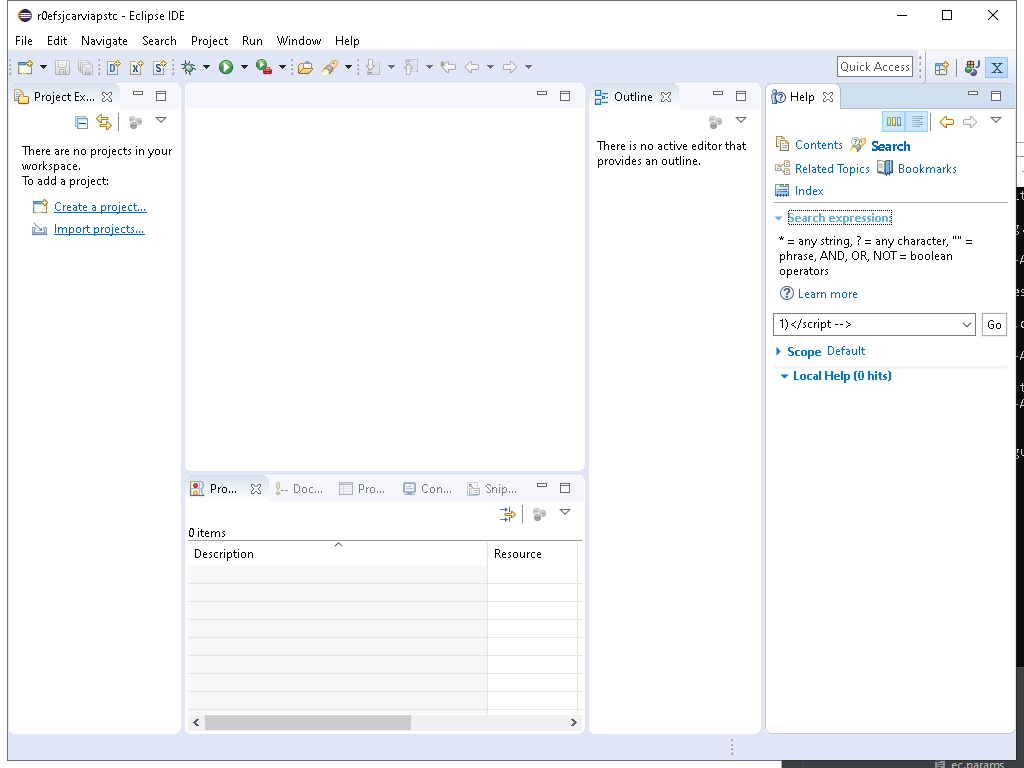 r0efsjcarviapstc - Eclipse IDE
File Edit Navigate Search Project Run Window Help
Quick Access
Project Ex...
There are no projects in your
workspace.
To add a project:
Create a project...
Import projects...
Outline
There is no active editor that
provides an outline.
Help
Contents Search
Related Topics Bookmarks
Index
Search expression:
* = any string, ? = any character, "" =
phrase, AND, OR, NOT = boolean
operators
Learn more
1)</script --> Go
Scope Default
Local Help (0 hits)
Pro... Doc... Pro... Con... Snip...
0 items
Description Resource
ec.params